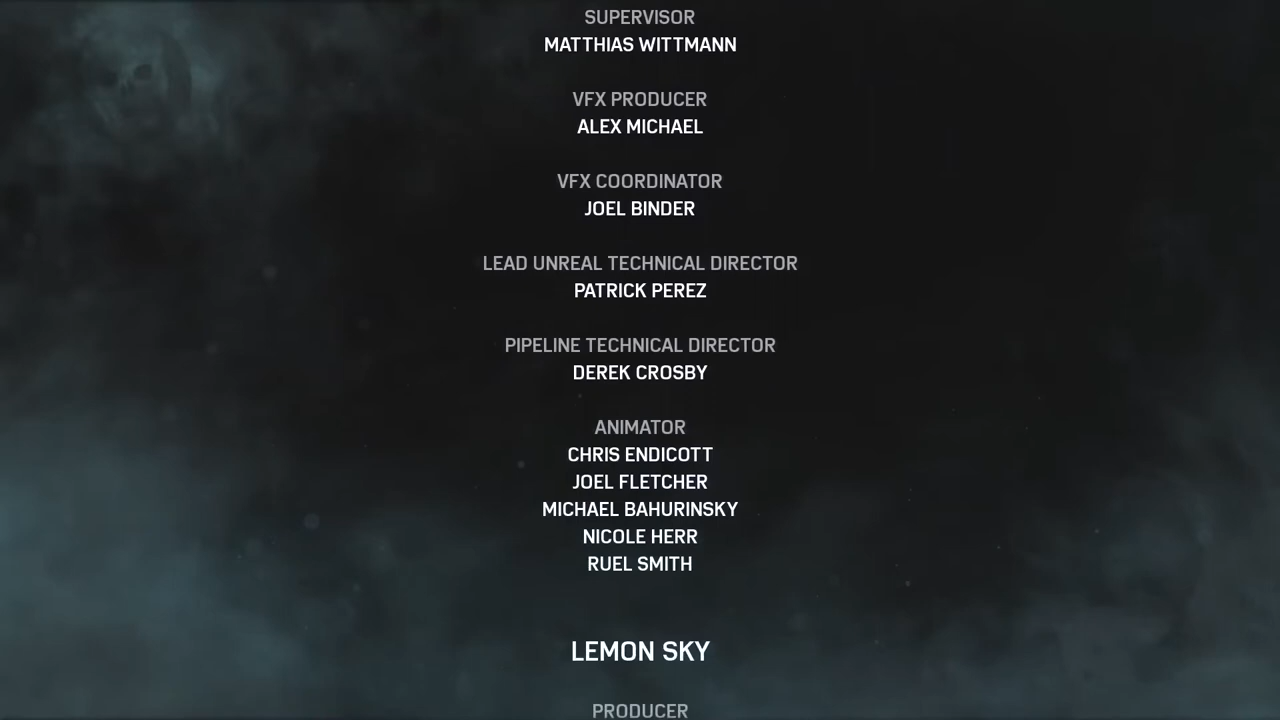 SUPERVISOR
MATTHIAS WITTMANN
VFX PRODUCER
ALEX MICHAEL
VFX COORDINATOR
JOEL BINDER
LEAD UNREAL TECHNICAL DIRECTOR
PATRICK PEREZ
PIPELINE TECHNICAL DIRECTOR
DEREK CROSBY
ANIMATOR
CHRIS ENDICOTT
JOEL FLETCHER
MICHAEL BAHURINSKY
NICOLE HERR
RUEL SMITH
LEMON SKY
PRODUCER